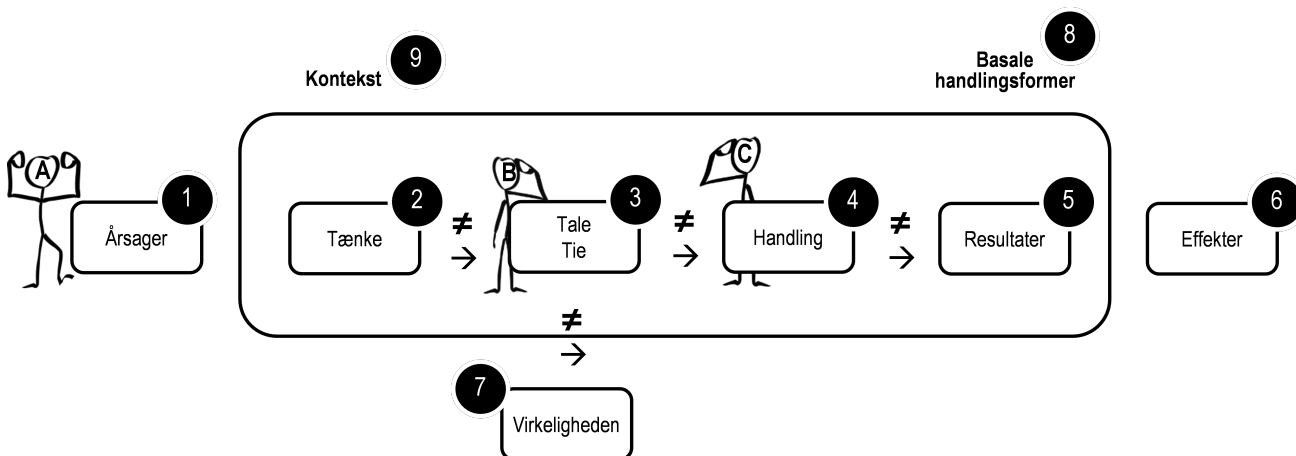 9
8
Kontekst
Basale
handlingsformer
A
B
C
1
2
3
4
5
6
Årsager
Tænke
≠
→
Tale
Tie
≠
→
Handling
≠
→
Resultater
Effekter
≠
→
7
Virkeligheden